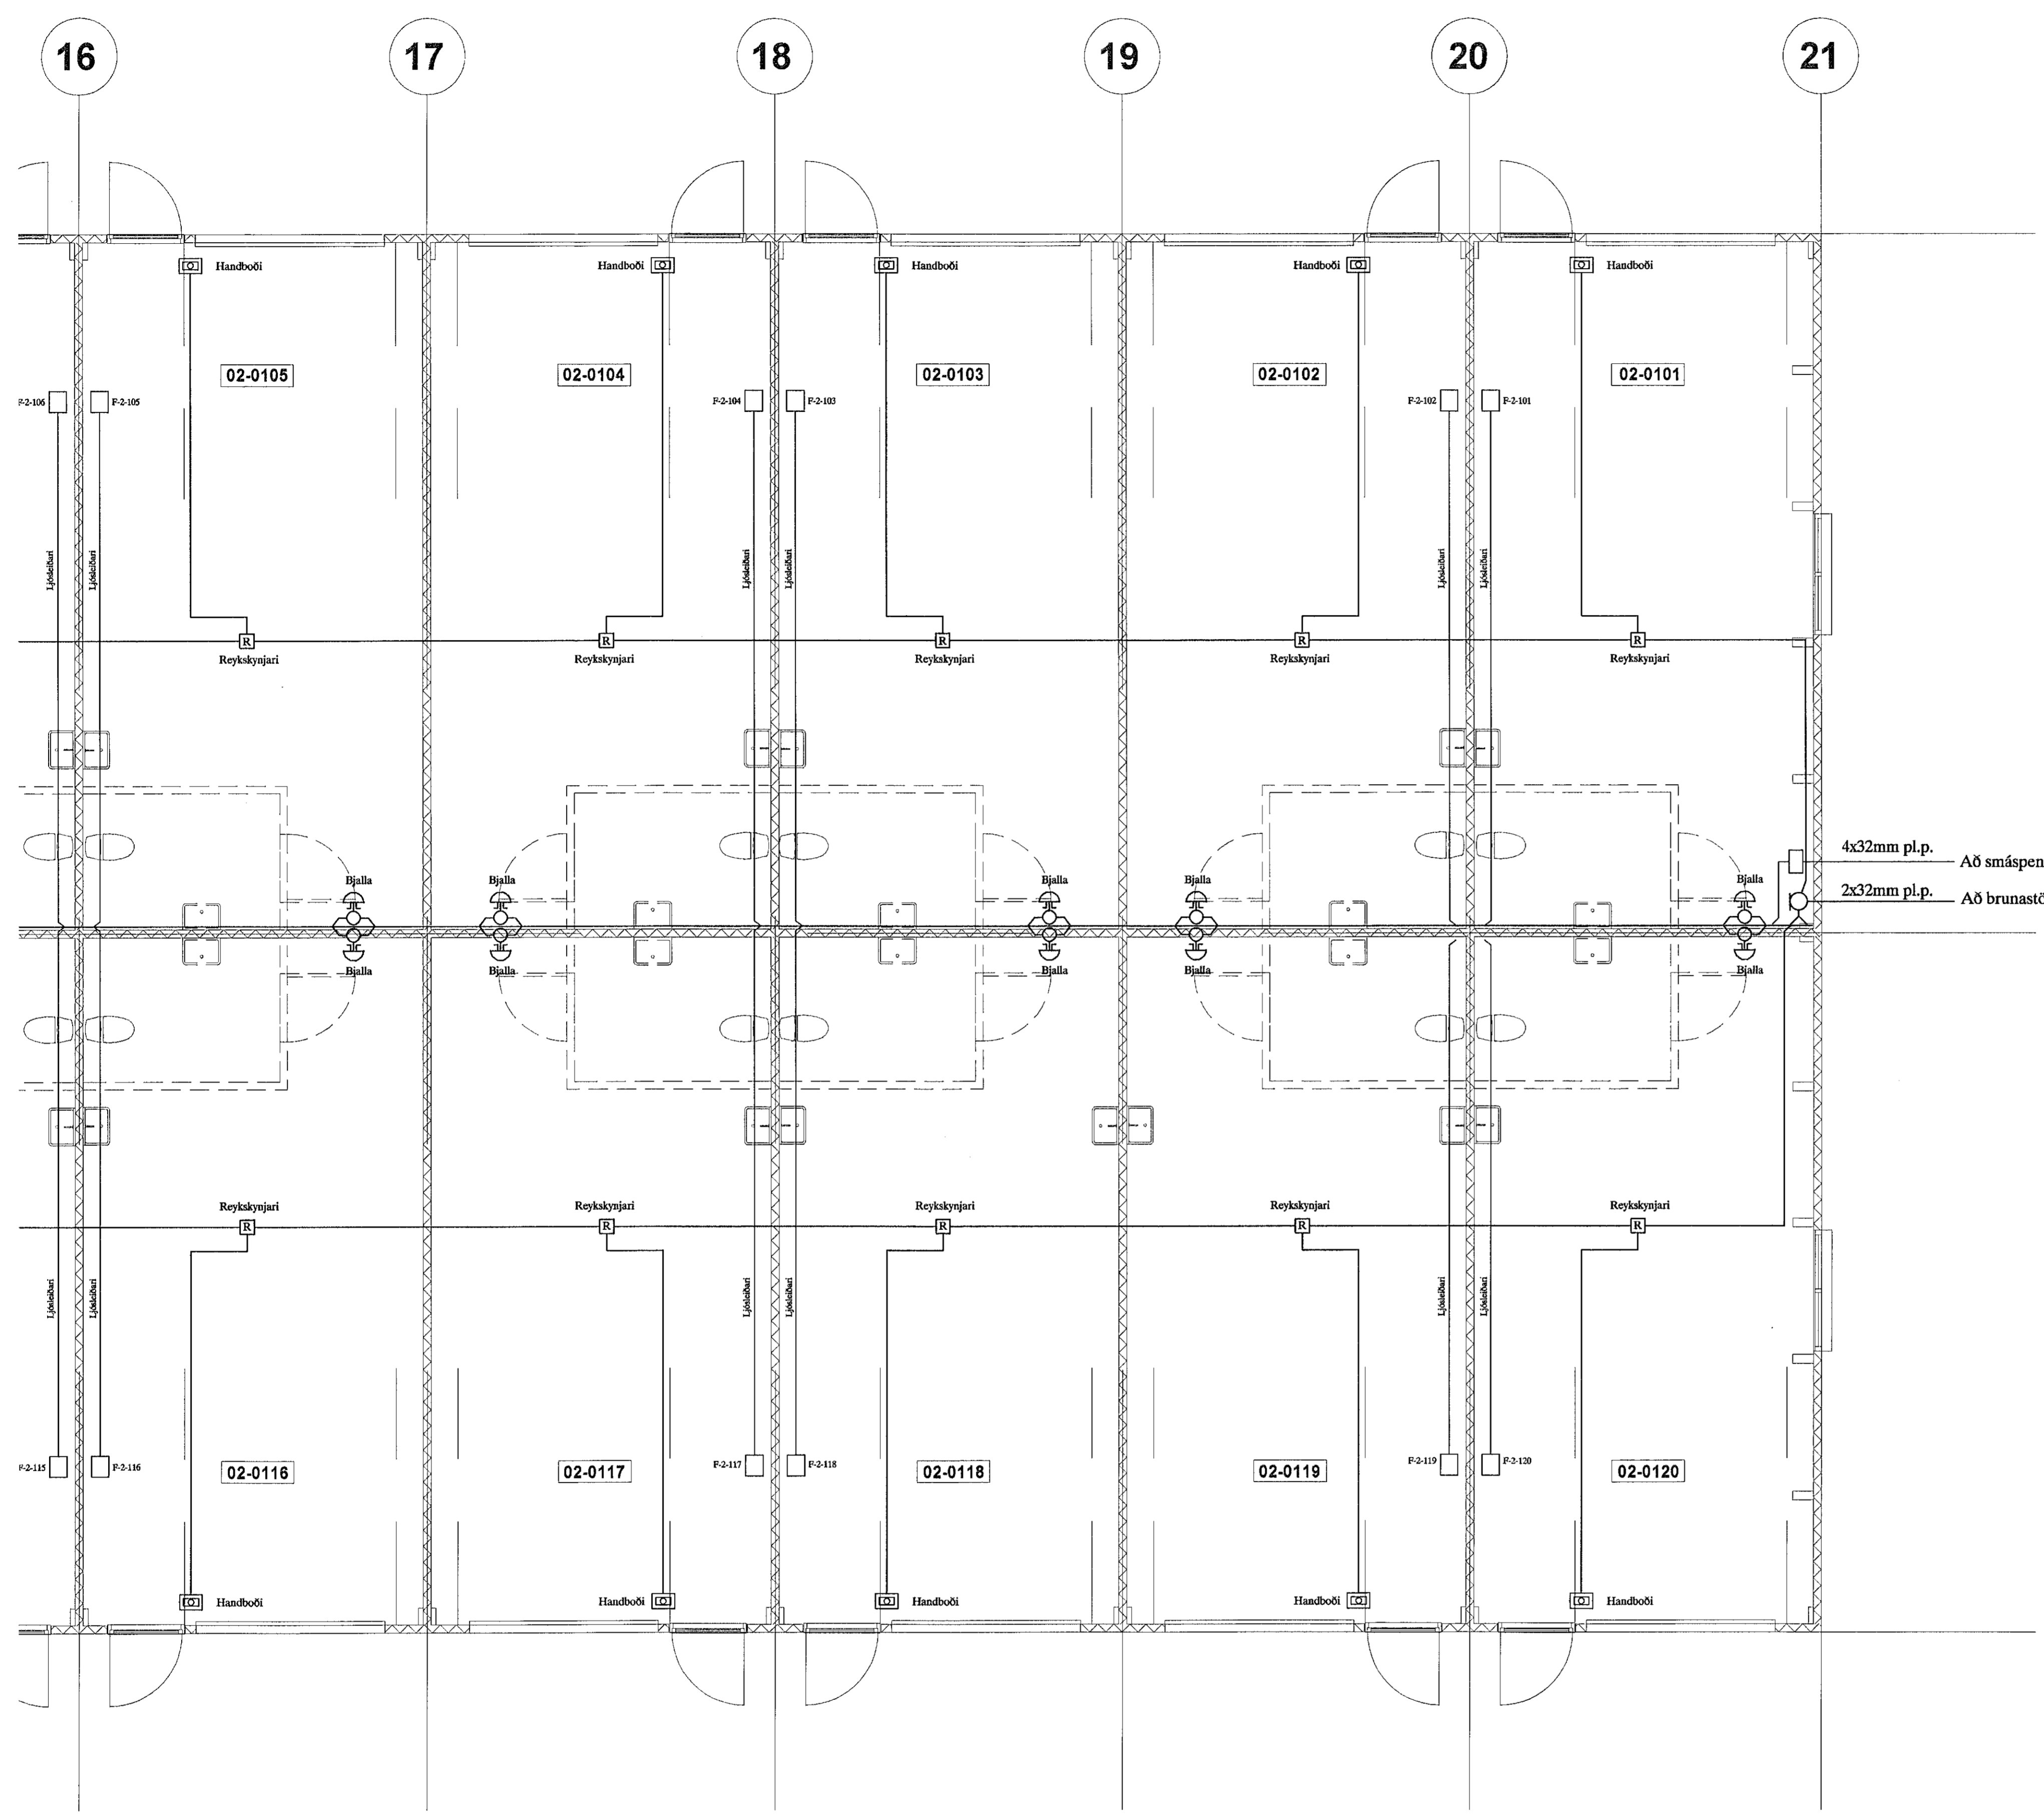 16 17 18 19 20 21
Handboði Handboði Handboði Handboði Handboði
02-0105 02-0104 02-0103 02-0102 02-0101
F-2-106 F-2-105 F-2-104 F-2-103 F-2-102 F-2-101
Ljósleiðari Ljósleiðari Ljósleiðari Ljósleiðari Ljósleiðari Ljósleiðari
R R R R R
Reykskynjari Reykskynjari Reykskynjari Reykskynjari Reykskynjari
4x32mm pl.p.
Að smáspen
Bjalla Bjalla Bjalla Bjalla Bjalla
2x32mm pl.p.
Að brunastö
Bjalla Bjalla Bjalla Bjalla Bjalla
Reykskynjari Reykskynjari Reykskynjari Reykskynjari Reykskynjari
R R R R R
Ljósleiðari Ljósleiðari Ljósleiðari Ljósleiðari Ljósleiðari Ljósleiðari
F-2-115 F-2-116 F-2-117 F-2-118 F-2-119 F-2-120
02-0116 02-0117 02-0118 02-0119 02-0120
Handboði Handboði Handboði Handboði Handboði